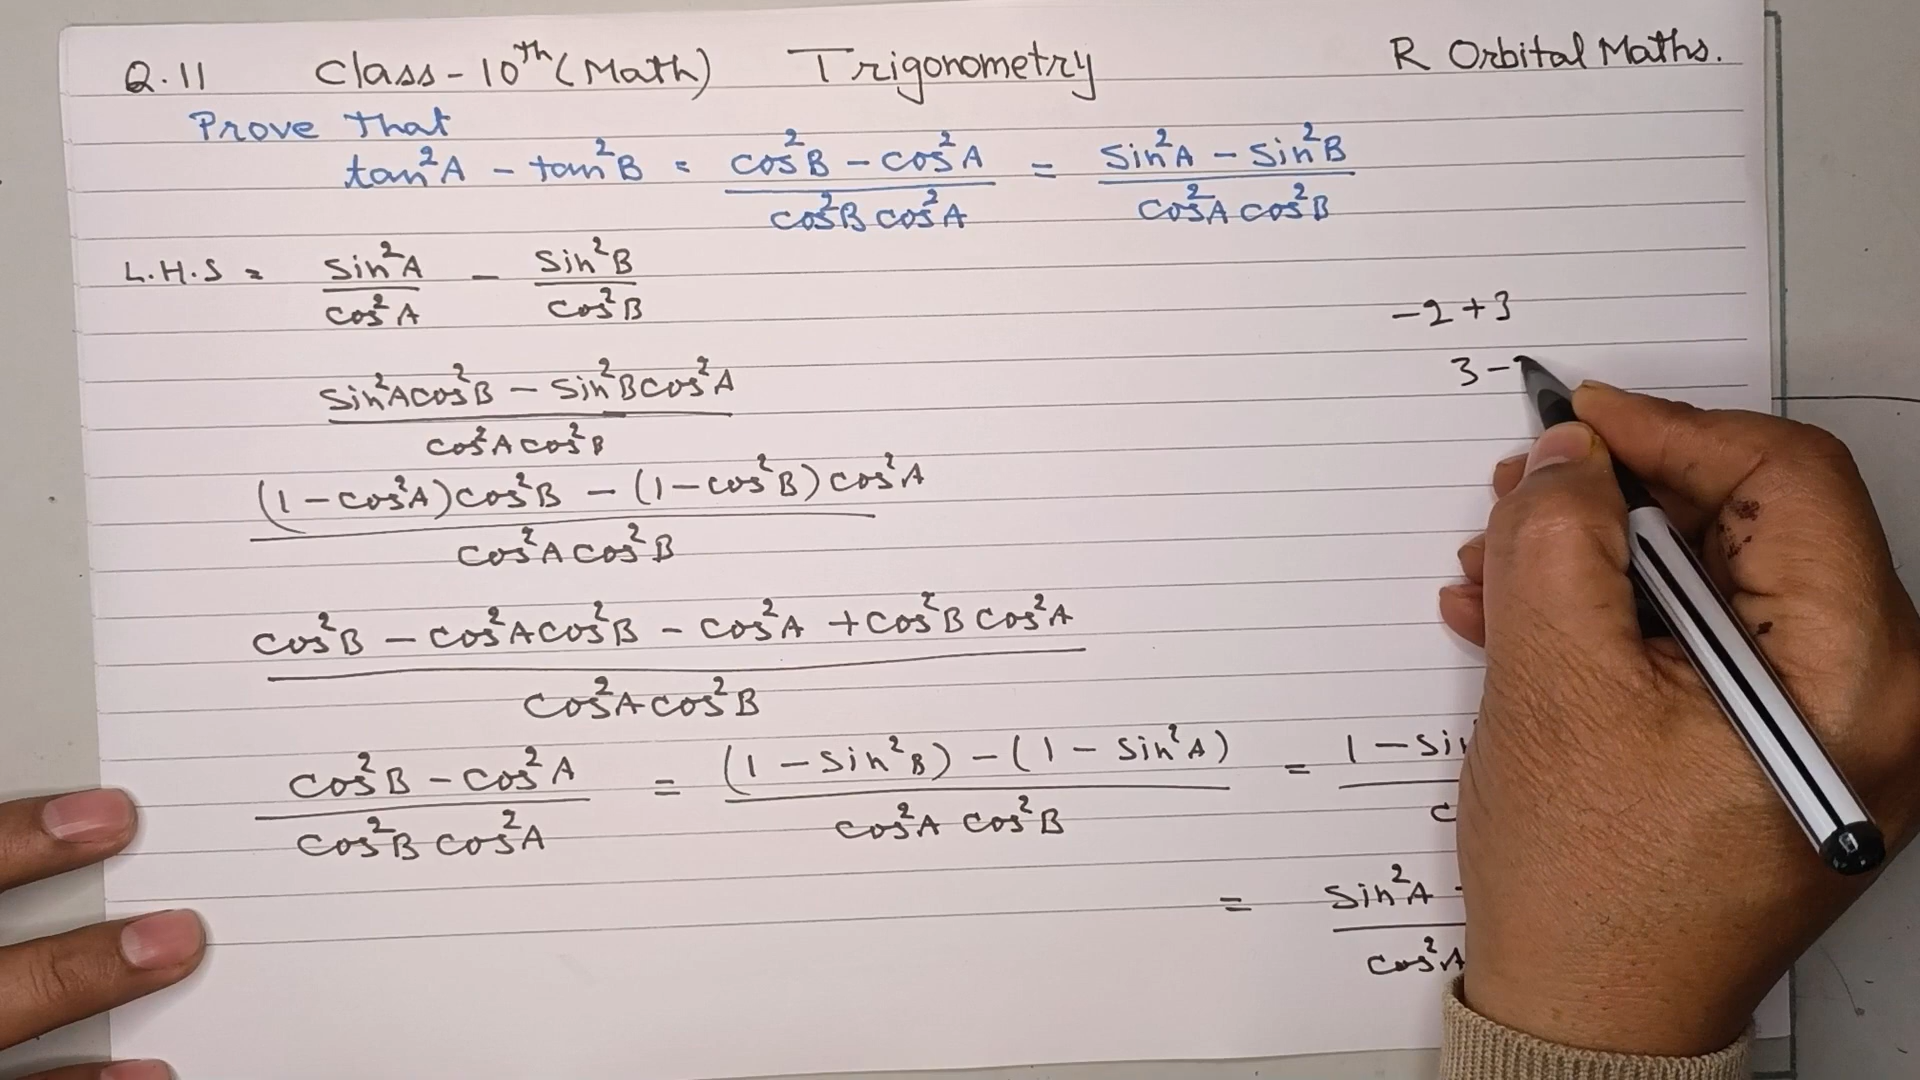 Q.11 Class-10th (Math) Trigonometry R Orbital Maths.
Prove That
tan²A - tan²B = (cos²B - cos²A)/(cos²B cos²A) = (Sin²A - Sin²B)/(cos²A cos²B)
L.H.S = Sin²A/cos²A - Sin²B/cos²B
-2+3
3-
(Sin²A cos²B - Sin²B cos²A)/(cos²A cos²B)
((1-cos²A)cos²B - (1-cos²B)cos²A)/(cos²A cos²B)
(cos²B - cos²A cos²B - cos²A + cos²B cos²A)/(cos²A cos²B)
(cos²B - cos²A)/(cos²B cos²A) = ((1 - Sin²B) - (1 - Sin²A))/(cos²A cos²B) = 1 - Sin
= Sin²A - / cos²A